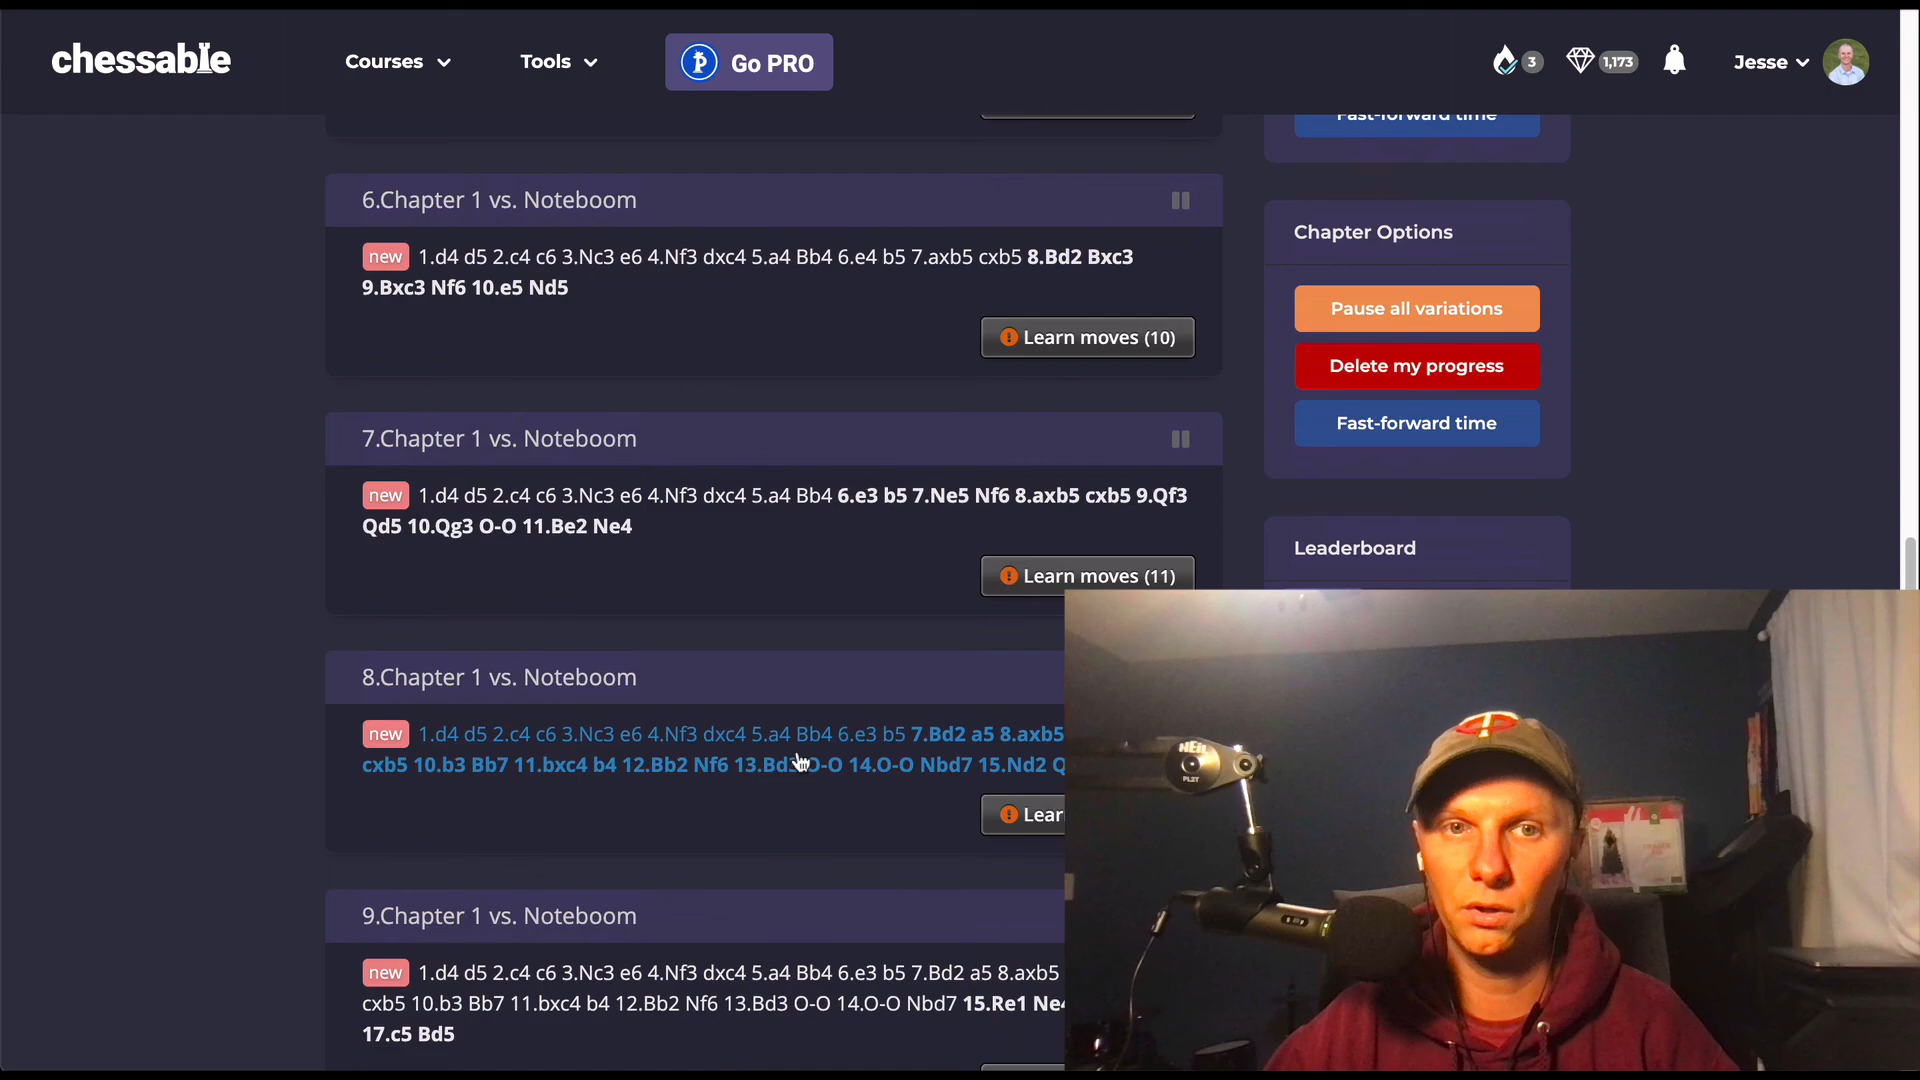 chessable
Courses
Tools
Go PRO
3
1,173
Jesse
Fast-forward time
6.Chapter 1 vs. Noteboom
new 1.d4 d5 2.c4 c6 3.Nc3 e6 4.Nf3 dxc4 5.a4 Bb4 6.e4 b5 7.axb5 cxb5 8.Bd2 Bxc3
9.Bxc3 Nf6 10.e5 Nd5
Learn moves (10)
7.Chapter 1 vs. Noteboom
new 1.d4 d5 2.c4 c6 3.Nc3 e6 4.Nf3 dxc4 5.a4 Bb4 6.e3 b5 7.Ne5 Nf6 8.axb5 cxb5 9.Qf3
Qd5 10.Qg3 O-O 11.Be2 Ne4
Learn moves (11)
8.Chapter 1 vs. Noteboom
new 1.d4 d5 2.c4 c6 3.Nc3 e6 4.Nf3 dxc4 5.a4 Bb4 6.e3 b5 7.Bd2 a5 8.axb5
cxb5 10.b3 Bb7 11.bxc4 b4 12.Bb2 Nf6 13.Bd3 O-O 14.O-O Nbd7 15.Nd2 Q
Lear
9.Chapter 1 vs. Noteboom
new 1.d4 d5 2.c4 c6 3.Nc3 e6 4.Nf3 dxc4 5.a4 Bb4 6.e3 b5 7.Bd2 a5 8.axb5
cxb5 10.b3 Bb7 11.bxc4 b4 12.Bb2 Nf6 13.Bd3 O-O 14.O-O Nbd7 15.Re1 Ne4
17.c5 Bd5
Chapter Options
Pause all variations
Delete my progress
Fast-forward time
Leaderboard
HEiL
PL2T